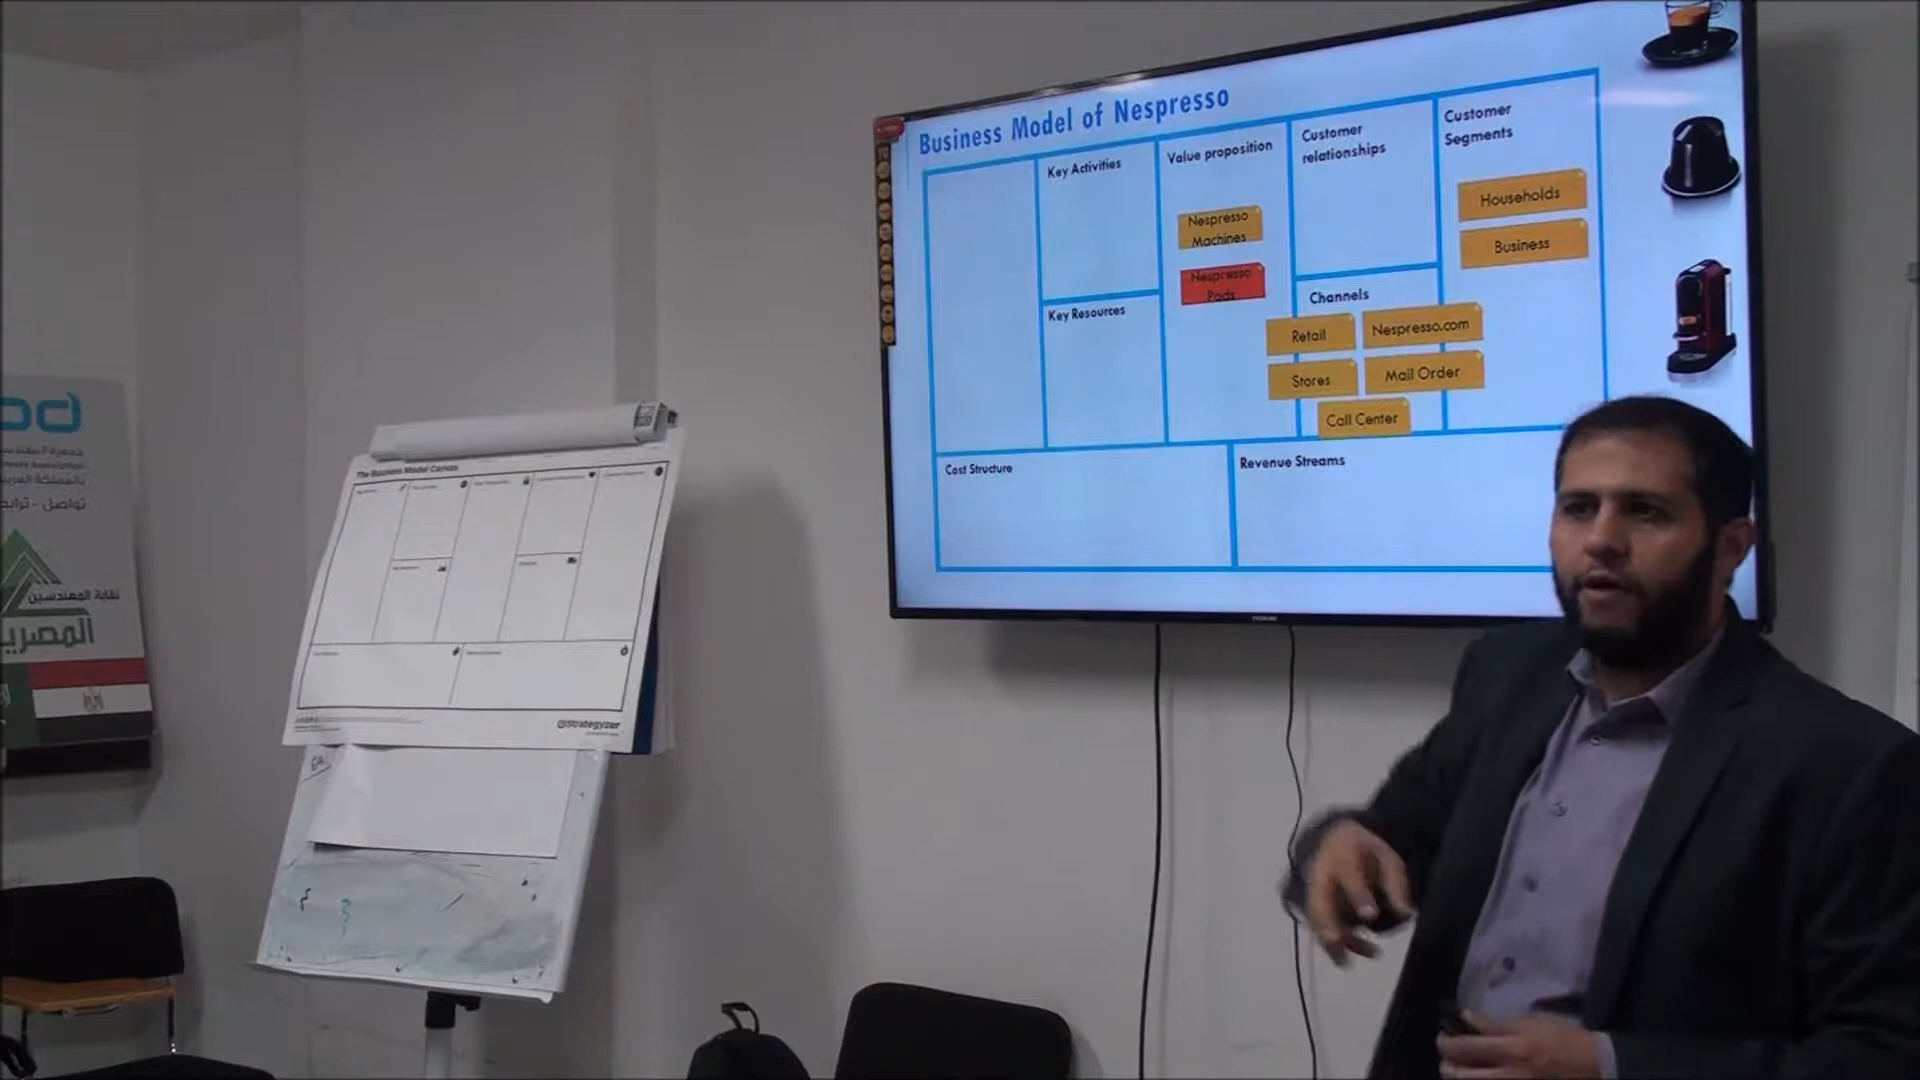 Business Model of Nespresso
Key Activities
Value proposition
Customer
relationships
Customer
Segments
Nespresso
Machines
Nespresso
Pads
Households
Business
Key Resources
Channels
Retail
Nespresso.com
Stores
Mail Order
Call Center
Cost Structure
Revenue Streams
The Business Model Canvas
Strategyzer
تواصل - ترابط
نقابة المهندسين